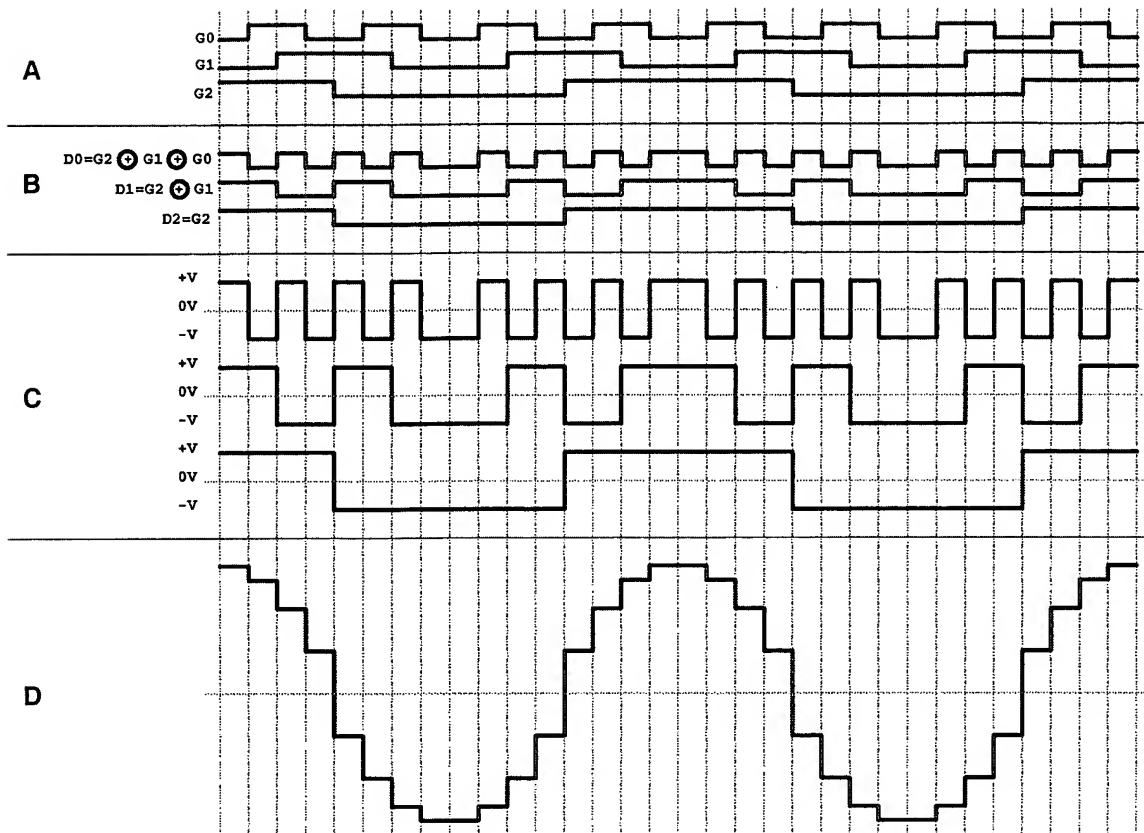 G0
A
G1
G2
D0=G2 ⊕ G1 ⊕ G0
B
D1=G2 ⊕ G1
D2=G2
+V
0V
-V
+V
C
0V
-V
+V
0V
-V
D